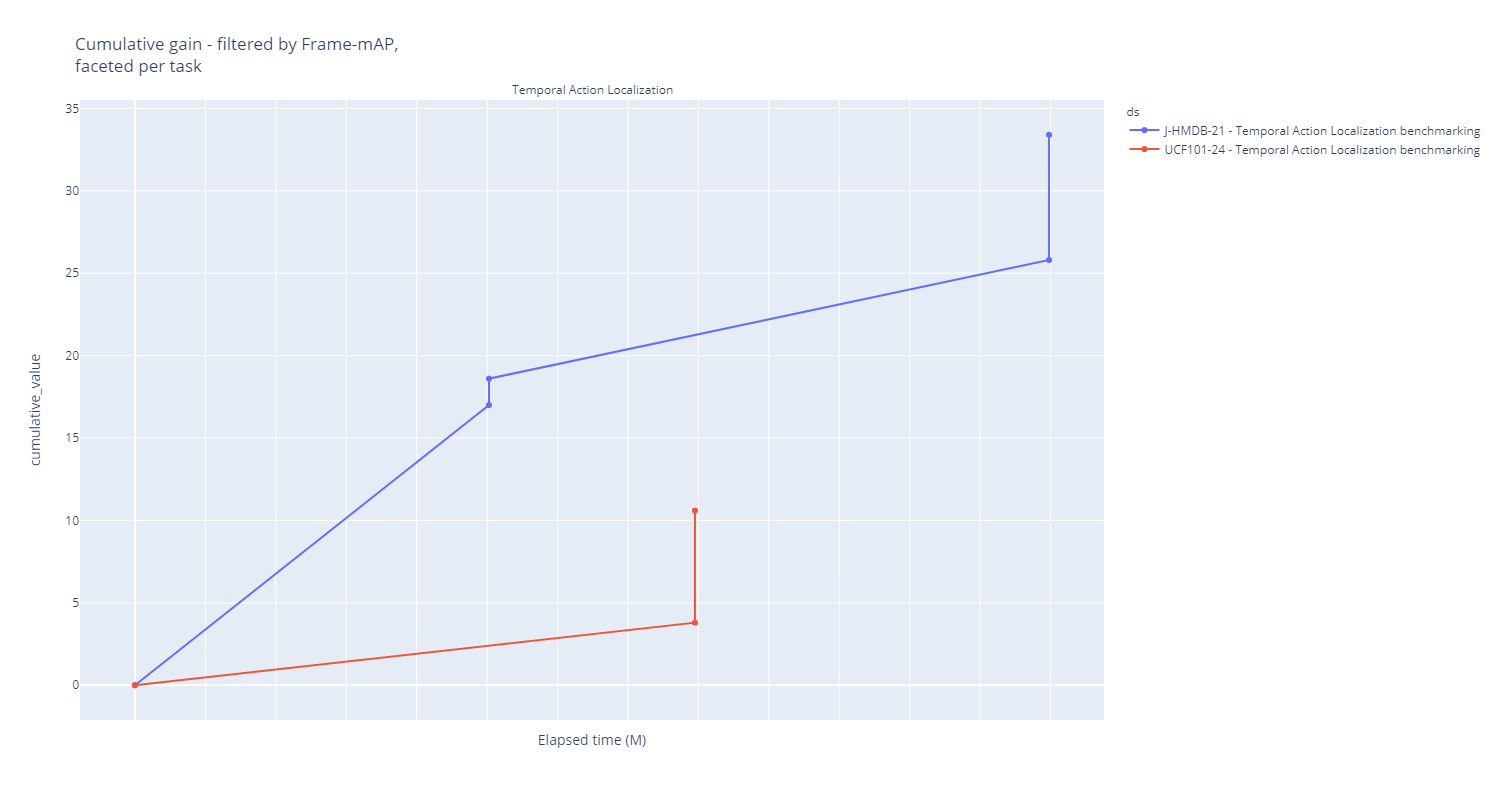 Cumulative gain - filtered by Frame-mAP,
faceted per task
Temporal Action Localization
ds
J-HMDB-21 - Temporal Action Localization benchmarking
UCF101-24 - Temporal Action Localization benchmarking
35
30
25
20
15
10
5
0
cumulative_value
Elapsed time (M)